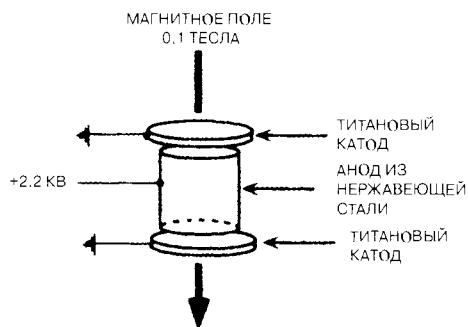 МАГНИТНОЕ ПОЛЕ
0,1 ТЕСЛА
ТИТАНОВЫЙ
КАТОД
+2.2 КВ
АНОД ИЗ
НЕРЖАВЕЮЩЕЙ
СТАЛИ
ТИТАНОВЫЙ
КАТОД